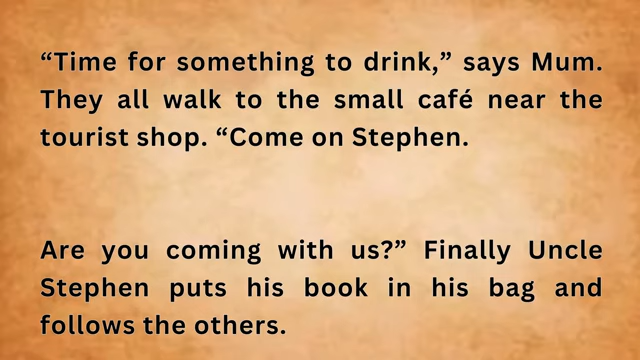 “Time for something to drink,” says Mum.
They all walk to the small café near the
tourist shop. “Come on Stephen.
Are you coming with us?” Finally Uncle
Stephen puts his book in his bag and
follows the others.